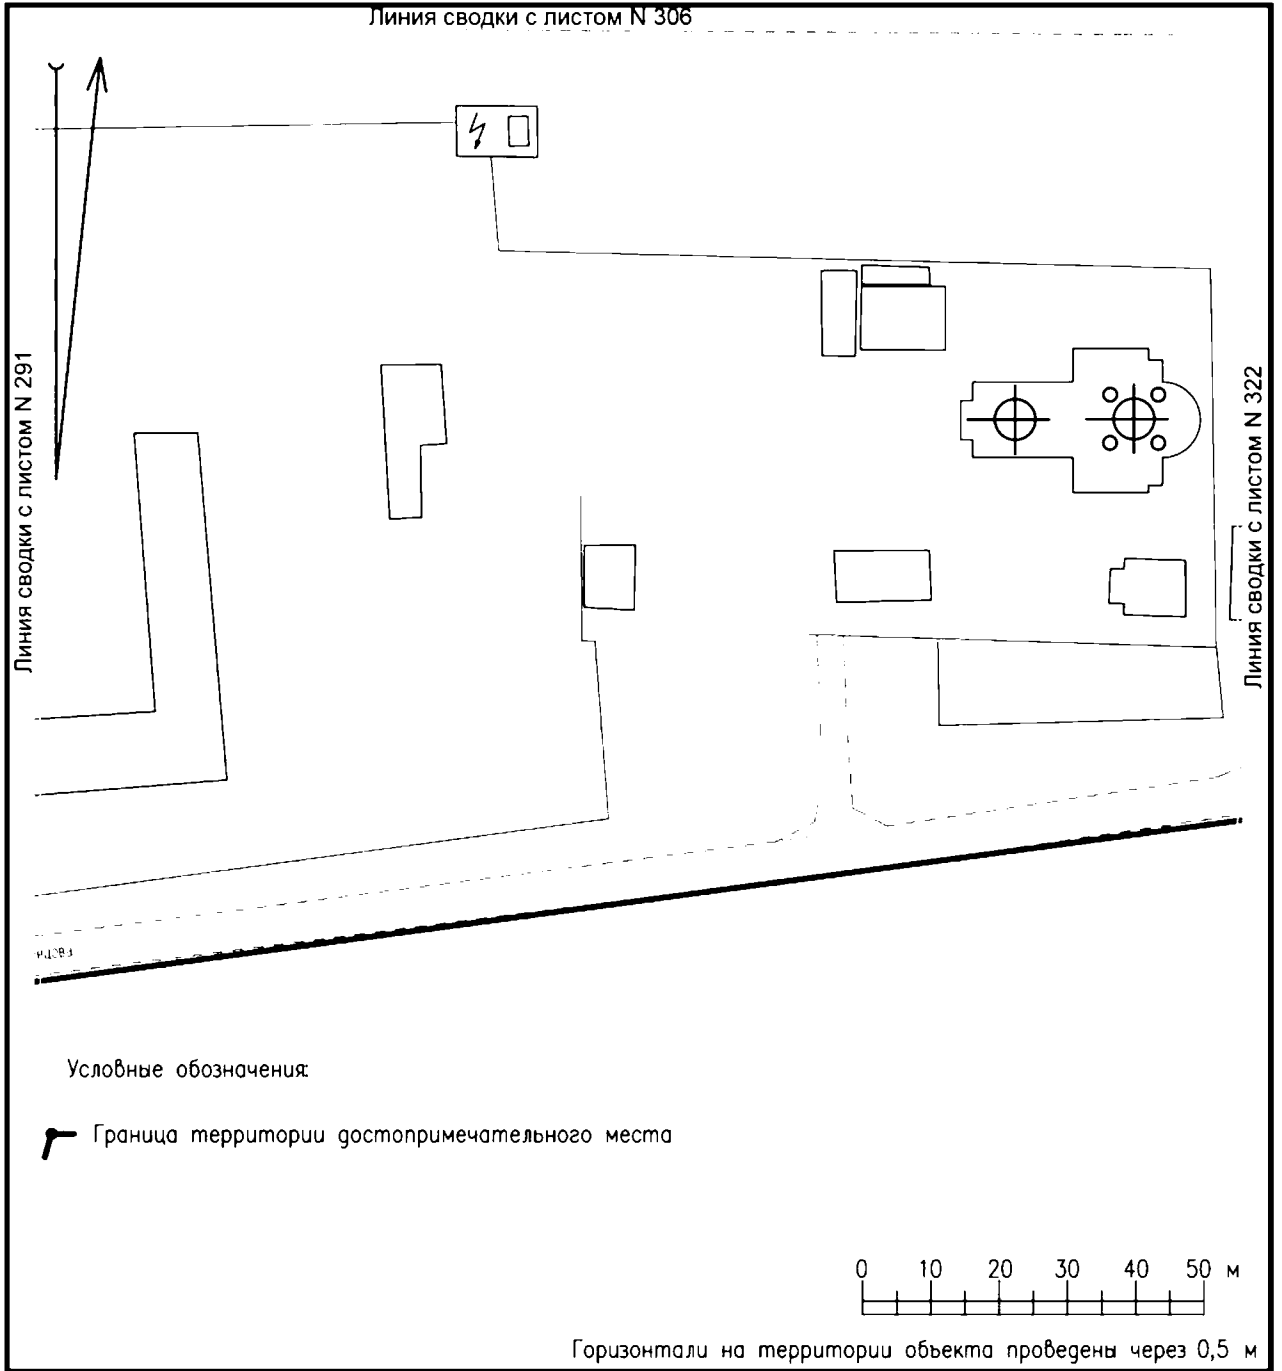 Линия сводки с листом N 306
Линия сводки с листом N 291
Линия сводки с листом N 322
Условные обозначения:
Граница территории достопримечательного места
0 10 20 30 40 50 м
Горизонтали на территории объекта проведены через 0,5 м